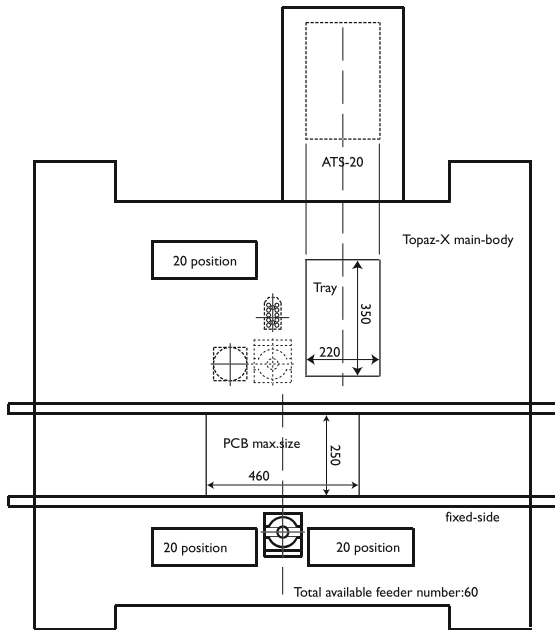 ATS-20
Topaz-X main-body
20 position
Tray
350
220
PCB max.size
250
460
fixed-side
20 position
20 position
Total available feeder number:60